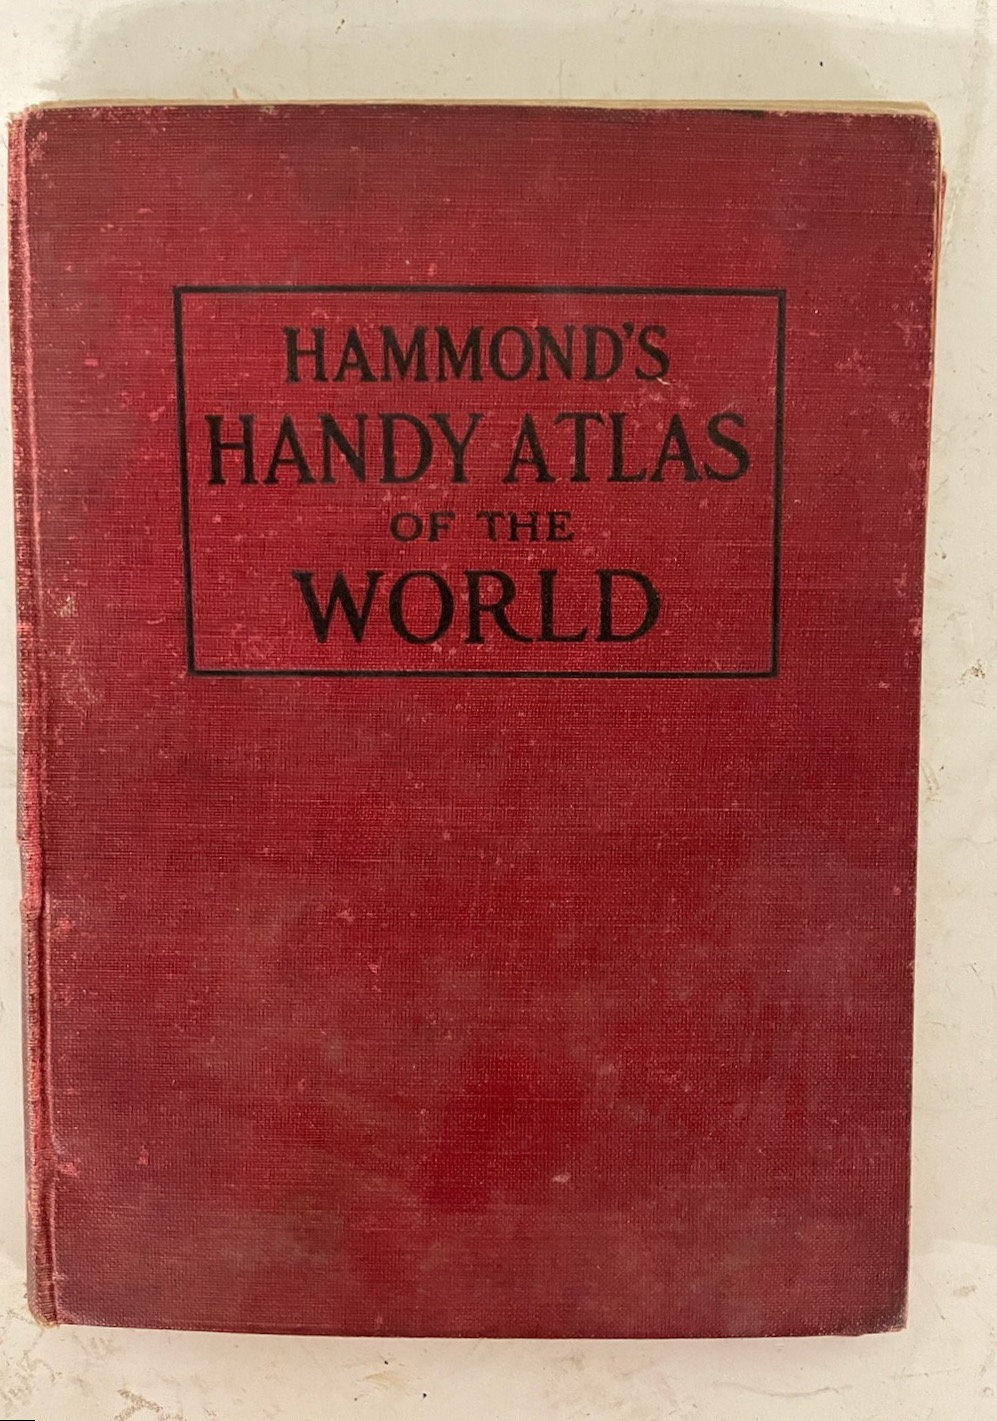 HAMMOND'S
HANDY ATLAS
OF THE
WORLD